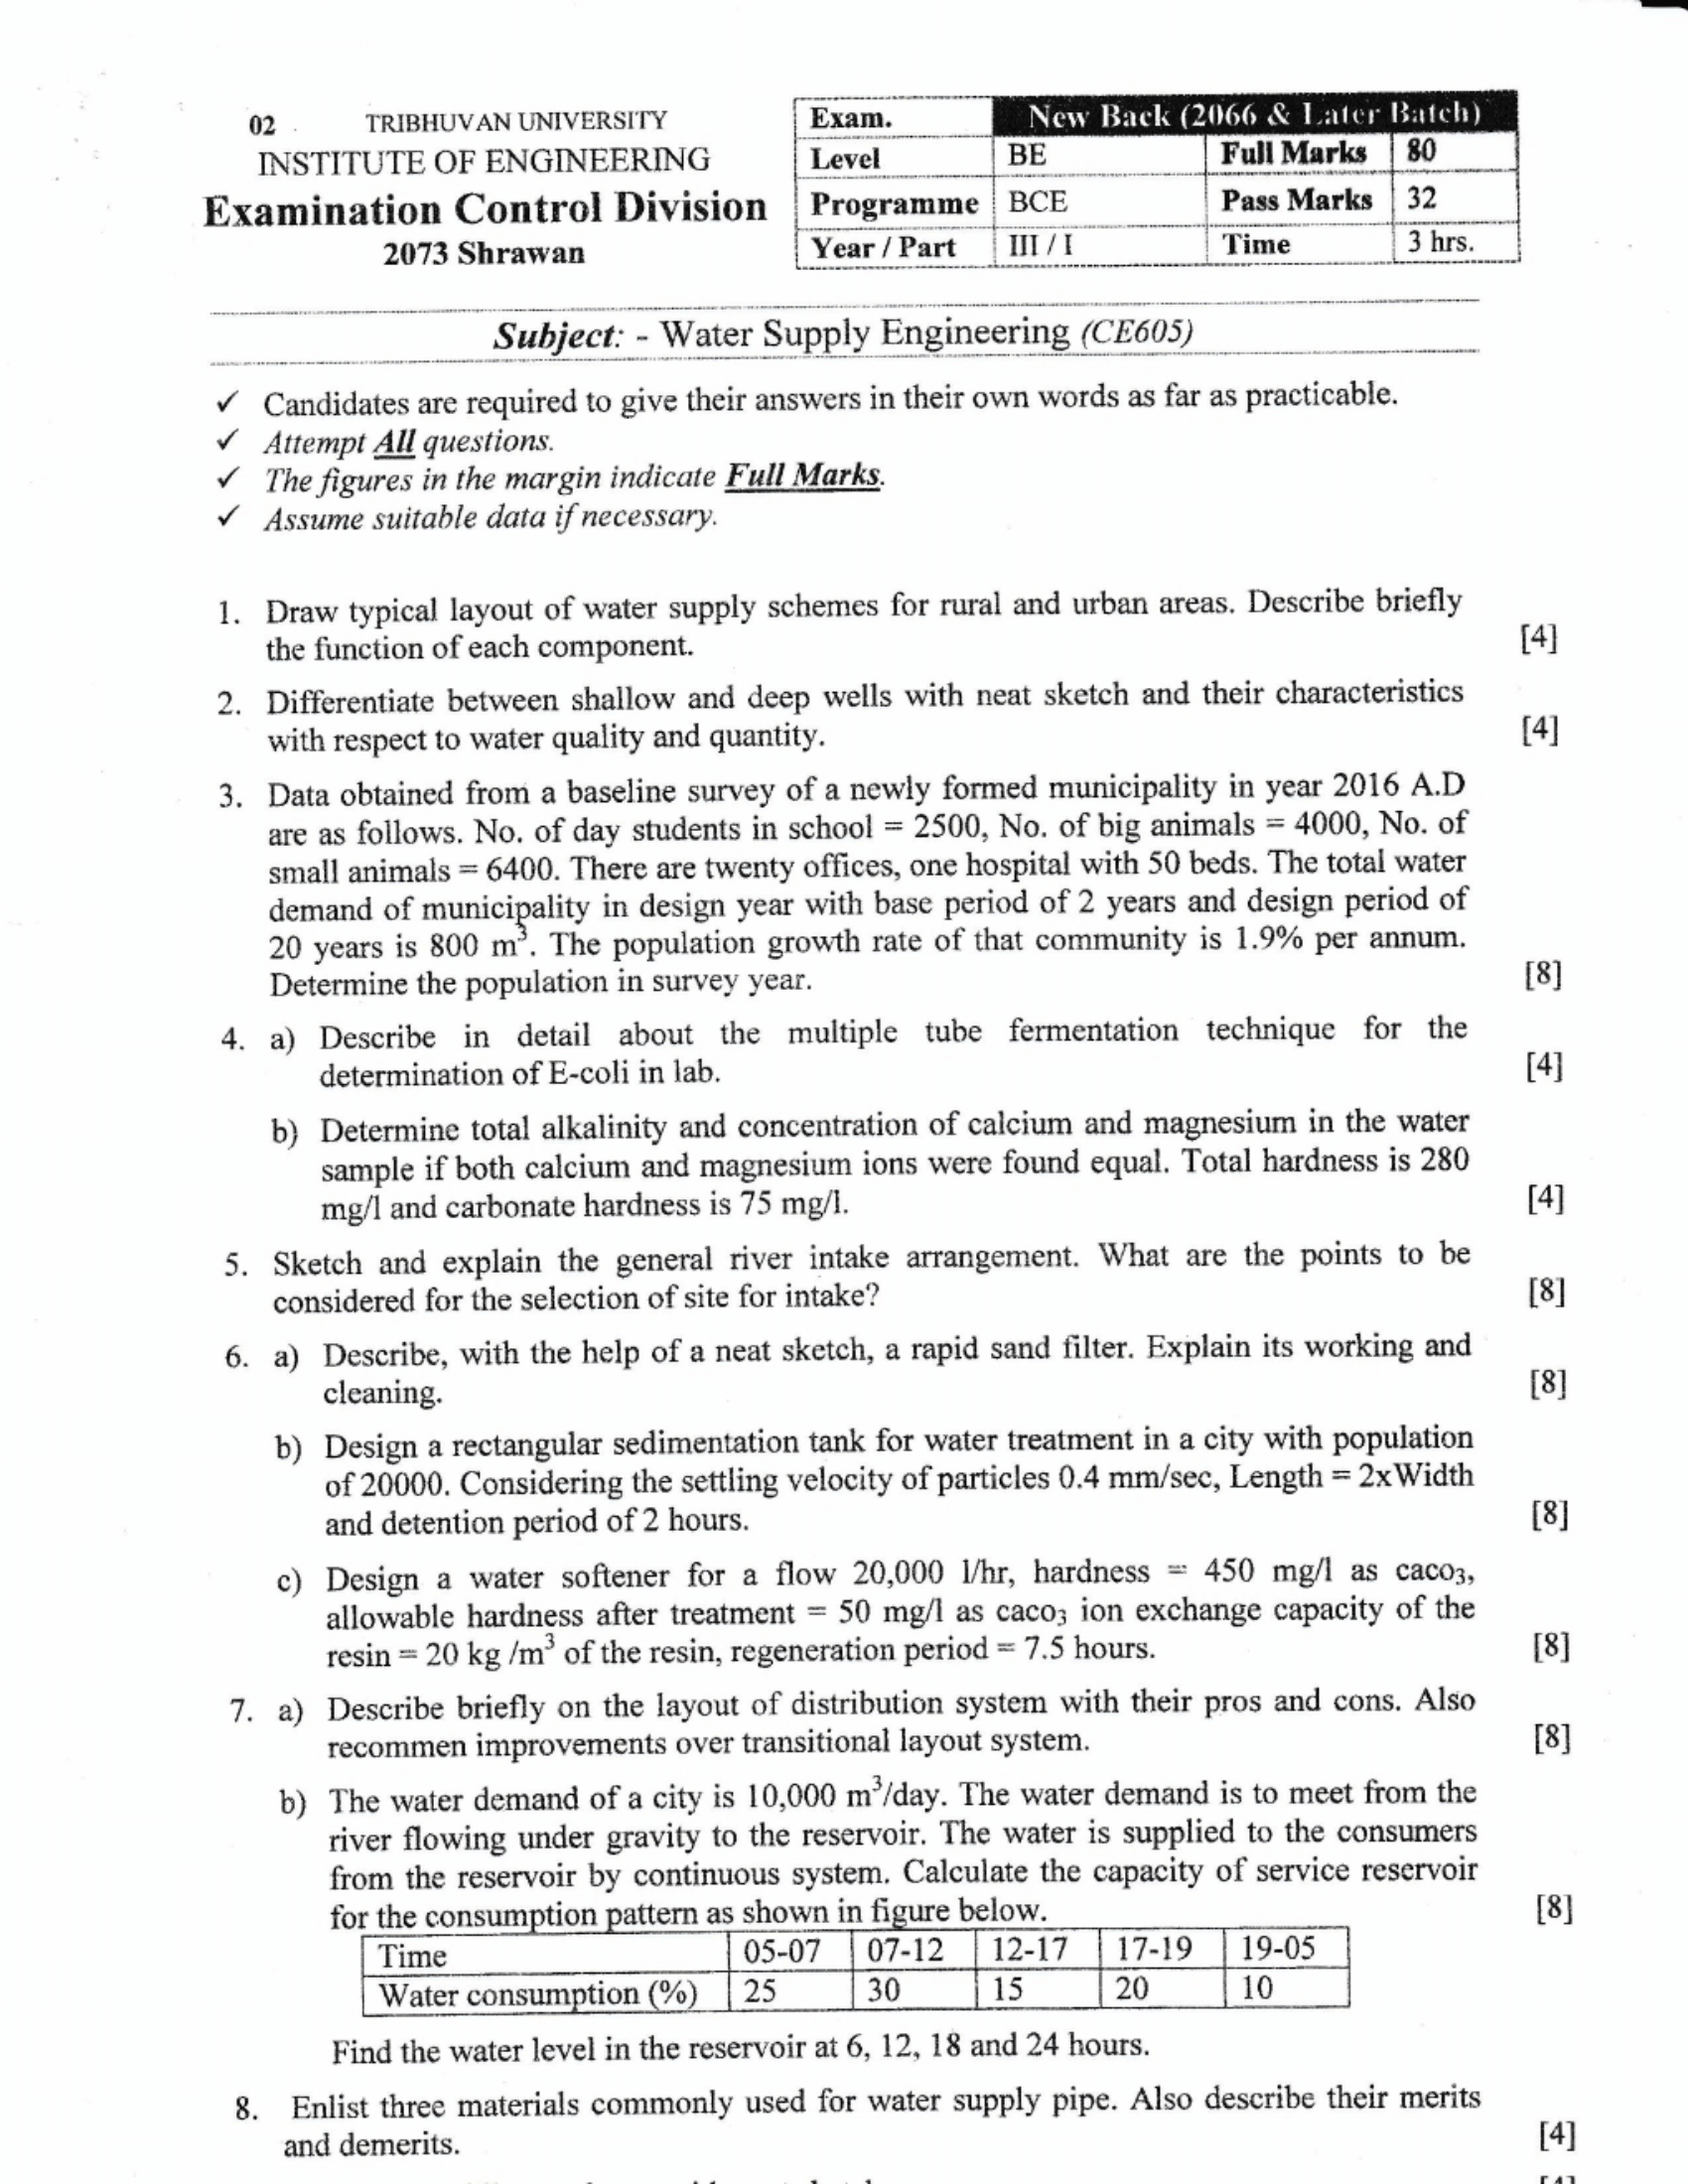 02 TRIBHUVAN UNIVERSITY
INSTITUTE OF ENGINEERING
Examination Control Division
2073 Shrawan
Exam. New Back (2066 & Later Batch)
Level BE Full Marks 80
Programme BCE Pass Marks 32
Year / Part III / I Time 3 hrs.
Subject: - Water Supply Engineering (CE605)
✓ Candidates are required to give their answers in their own words as far as practicable.
✓ Attempt All questions.
✓ The figures in the margin indicate Full Marks.
✓ Assume suitable data if necessary.
1. Draw typical layout of water supply schemes for rural and urban areas. Describe briefly
the function of each component. [4]
2. Differentiate between shallow and deep wells with neat sketch and their characteristics
with respect to water quality and quantity. [4]
3. Data obtained from a baseline survey of a newly formed municipality in year 2016 A.D
are as follows. No. of day students in school = 2500, No. of big animals = 4000, No. of
small animals = 6400. There are twenty offices, one hospital with 50 beds. The total water
demand of municipality in design year with base period of 2 years and design period of
20 years is 800 m³. The population growth rate of that community is 1.9% per annum.
Determine the population in survey year. [8]
4. a) Describe in detail about the multiple tube fermentation technique for the
determination of E-coli in lab. [4]
b) Determine total alkalinity and concentration of calcium and magnesium in the water
sample if both calcium and magnesium ions were found equal. Total hardness is 280
mg/l and carbonate hardness is 75 mg/l. [4]
5. Sketch and explain the general river intake arrangement. What are the points to be
considered for the selection of site for intake? [8]
6. a) Describe, with the help of a neat sketch, a rapid sand filter. Explain its working and
cleaning. [8]
b) Design a rectangular sedimentation tank for water treatment in a city with population
of 20000. Considering the settling velocity of particles 0.4 mm/sec, Length = 2xWidth
and detention period of 2 hours. [8]
c) Design a water softener for a flow 20,000 l/hr, hardness = 450 mg/l as caco₃,
allowable hardness after treatment = 50 mg/l as caco₃ ion exchange capacity of the
resin = 20 kg /m³ of the resin, regeneration period = 7.5 hours. [8]
7. a) Describe briefly on the layout of distribution system with their pros and cons. Also
recommen improvements over transitional layout system. [8]
b) The water demand of a city is 10,000 m³/day. The water demand is to meet from the
river flowing under gravity to the reservoir. The water is supplied to the consumers
from the reservoir by continuous system. Calculate the capacity of service reservoir
for the consumption pattern as shown in figure below. [8]
Time 05-07 07-12 12-17 17-19 19-05
Water consumption (%) 25 30 15 20 10
Find the water level in the reservoir at 6, 12, 18 and 24 hours.
8. Enlist three materials commonly used for water supply pipe. Also describe their merits
and demerits. [4]